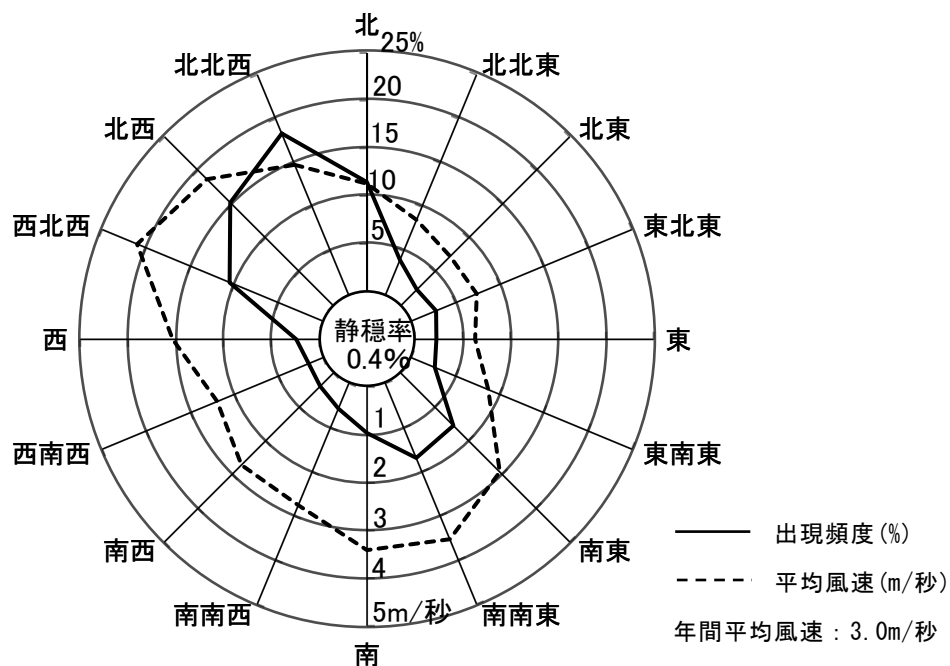 北
25%
北北西
北北東
20
北西
北東
15
10
西北西
東北東
5
静穏率
0.4%
西
東
1
西南西
東南東
2
3
出現頻度(%)
南西
南東
4
平均風速(m/秒)
南南西
5m/秒
南南東
年間平均風速：3.0m/秒
南